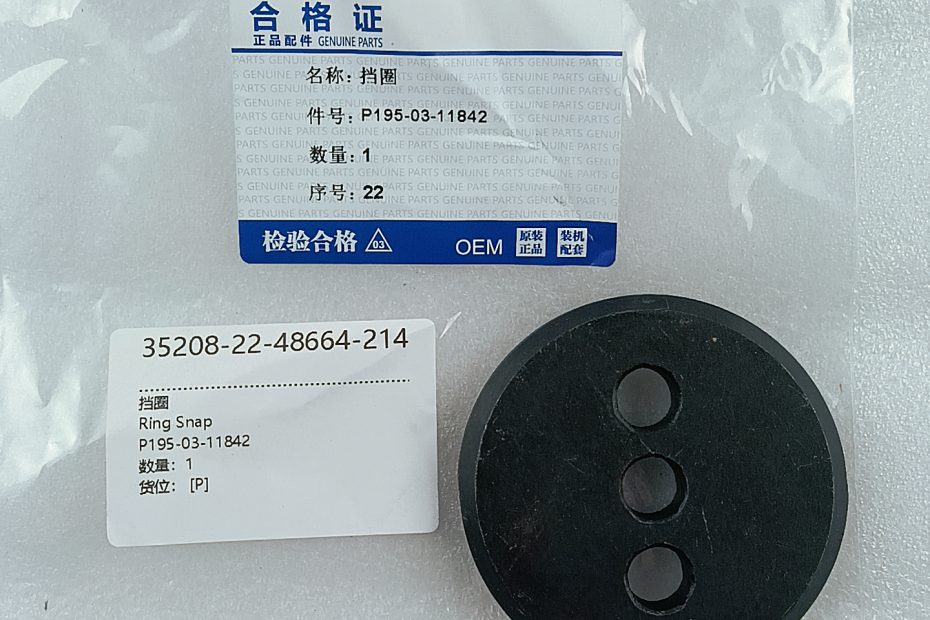 合格证
正品配件 GENUINE PARTS
名称：挡圈
件号：P195-03-11842
数量：1
序号：22
检验合格 03 OEM 原装正品 装机配套
35208-22-48664-214
挡圈
Ring Snap
P195-03-11842
数量：1
货位：[P]